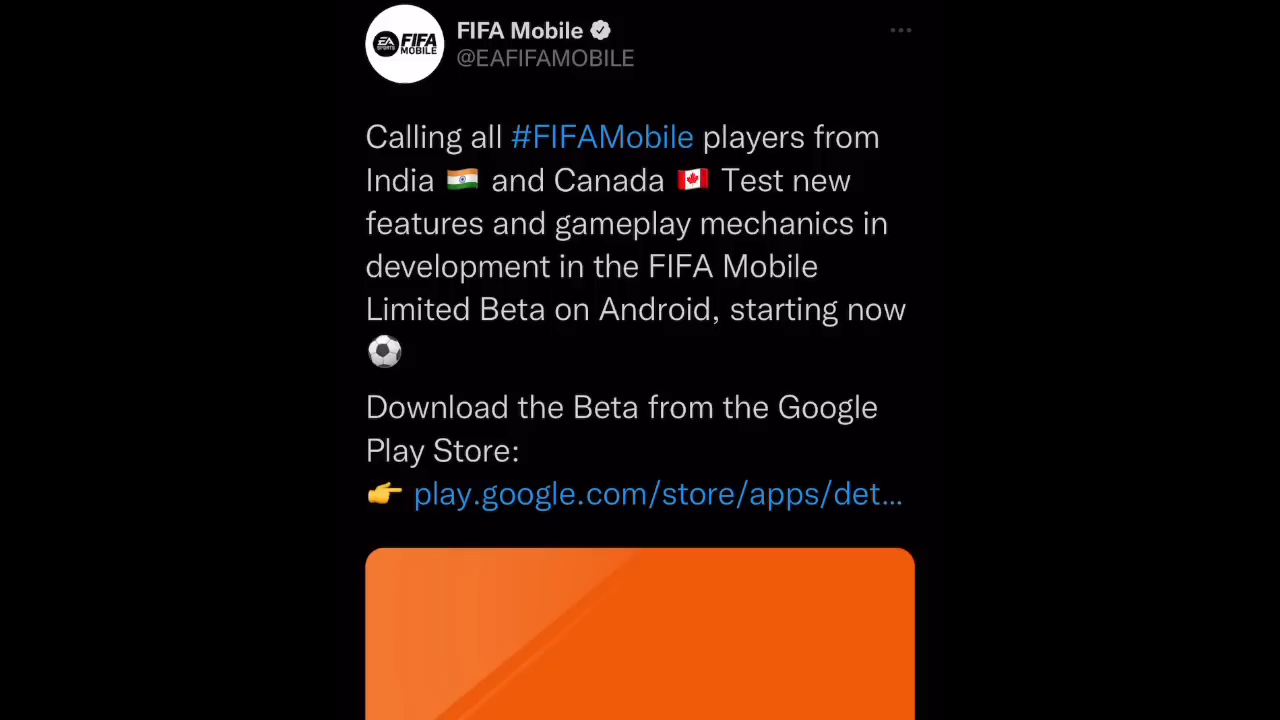 EA SPORTS FIFA MOBILE
FIFA Mobile
@EAFIFAMOBILE
Calling all #FIFAMobile players from
India 🇮🇳 and Canada 🇨🇦 Test new
features and gameplay mechanics in
development in the FIFA Mobile
Limited Beta on Android, starting now
⚽
Download the Beta from the Google
Play Store:
👉 play.google.com/store/apps/det...